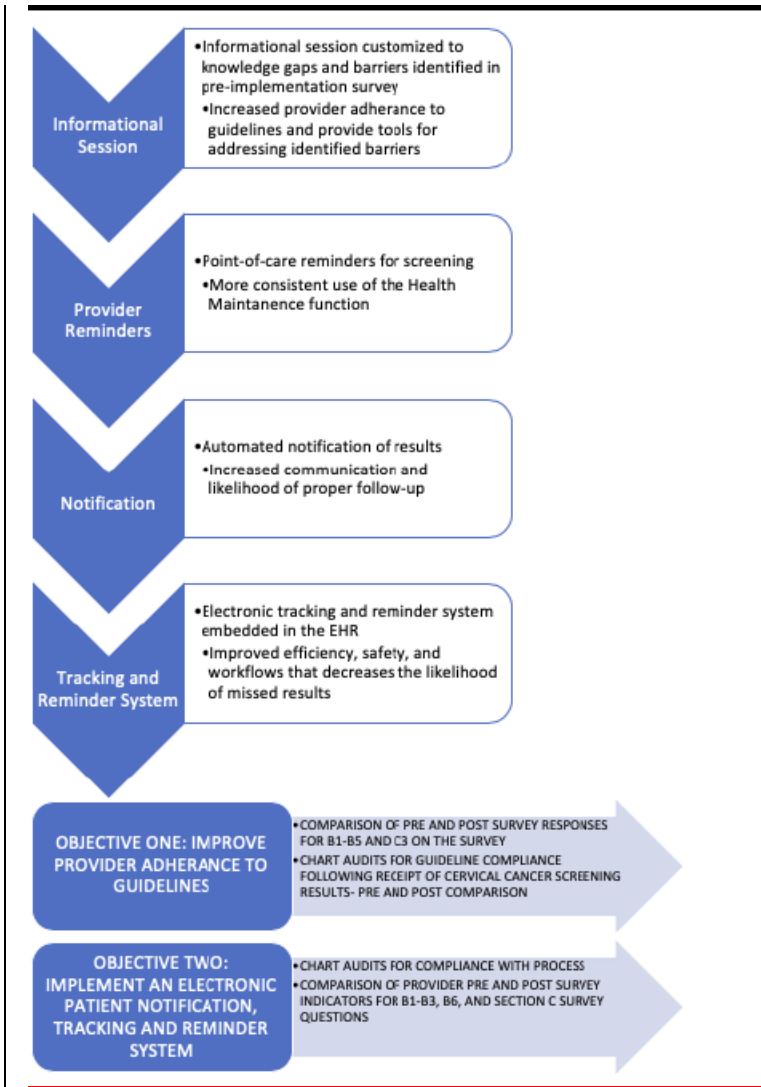 Informational
Session
•Informational session customized to
knowledge gaps and barriers identified in
pre-implementation survey
•Increased provider adherance to
guidelines and provide tools for
addressing identified barriers
Provider
Reminders
•Point-of-care reminders for screening
•More consistent use of the Health
Maintanence function
Notification
•Automated notification of results
•Increased communication and
likelihood of proper follow-up
Tracking and
Reminder System
•Electronic tracking and reminder system
embedded in the EHR
•Improved efficiency, safety, and
workflows that decreases the likelihood
of missed results
OBJECTIVE ONE: IMPROVE
PROVIDER ADHERANCE TO
GUIDELINES
•COMPARISON OF PRE AND POST SURVEY RESPONSES
FOR B1-B5 AND C3 ON THE SURVEY
•CHART AUDITS FOR GUIDELINE COMPLIANCE
FOLLOWING RECEIPT OF CERVICAL CANCER SCREENING
RESULTS- PRE AND POST COMPARISON
OBJECTIVE TWO:
IMPLEMENT AN ELECTRONIC
PATIENT NOTIFICATION,
TRACKING AND REMINDER
SYSTEM
•CHART AUDITS FOR COMPLIANCE WITH PROCESS
•COMPARISON OF PROVIDER PRE AND POST SURVEY
INDICATORS FOR B1-B3, B6, AND SECTION C SURVEY
QUESTIONS